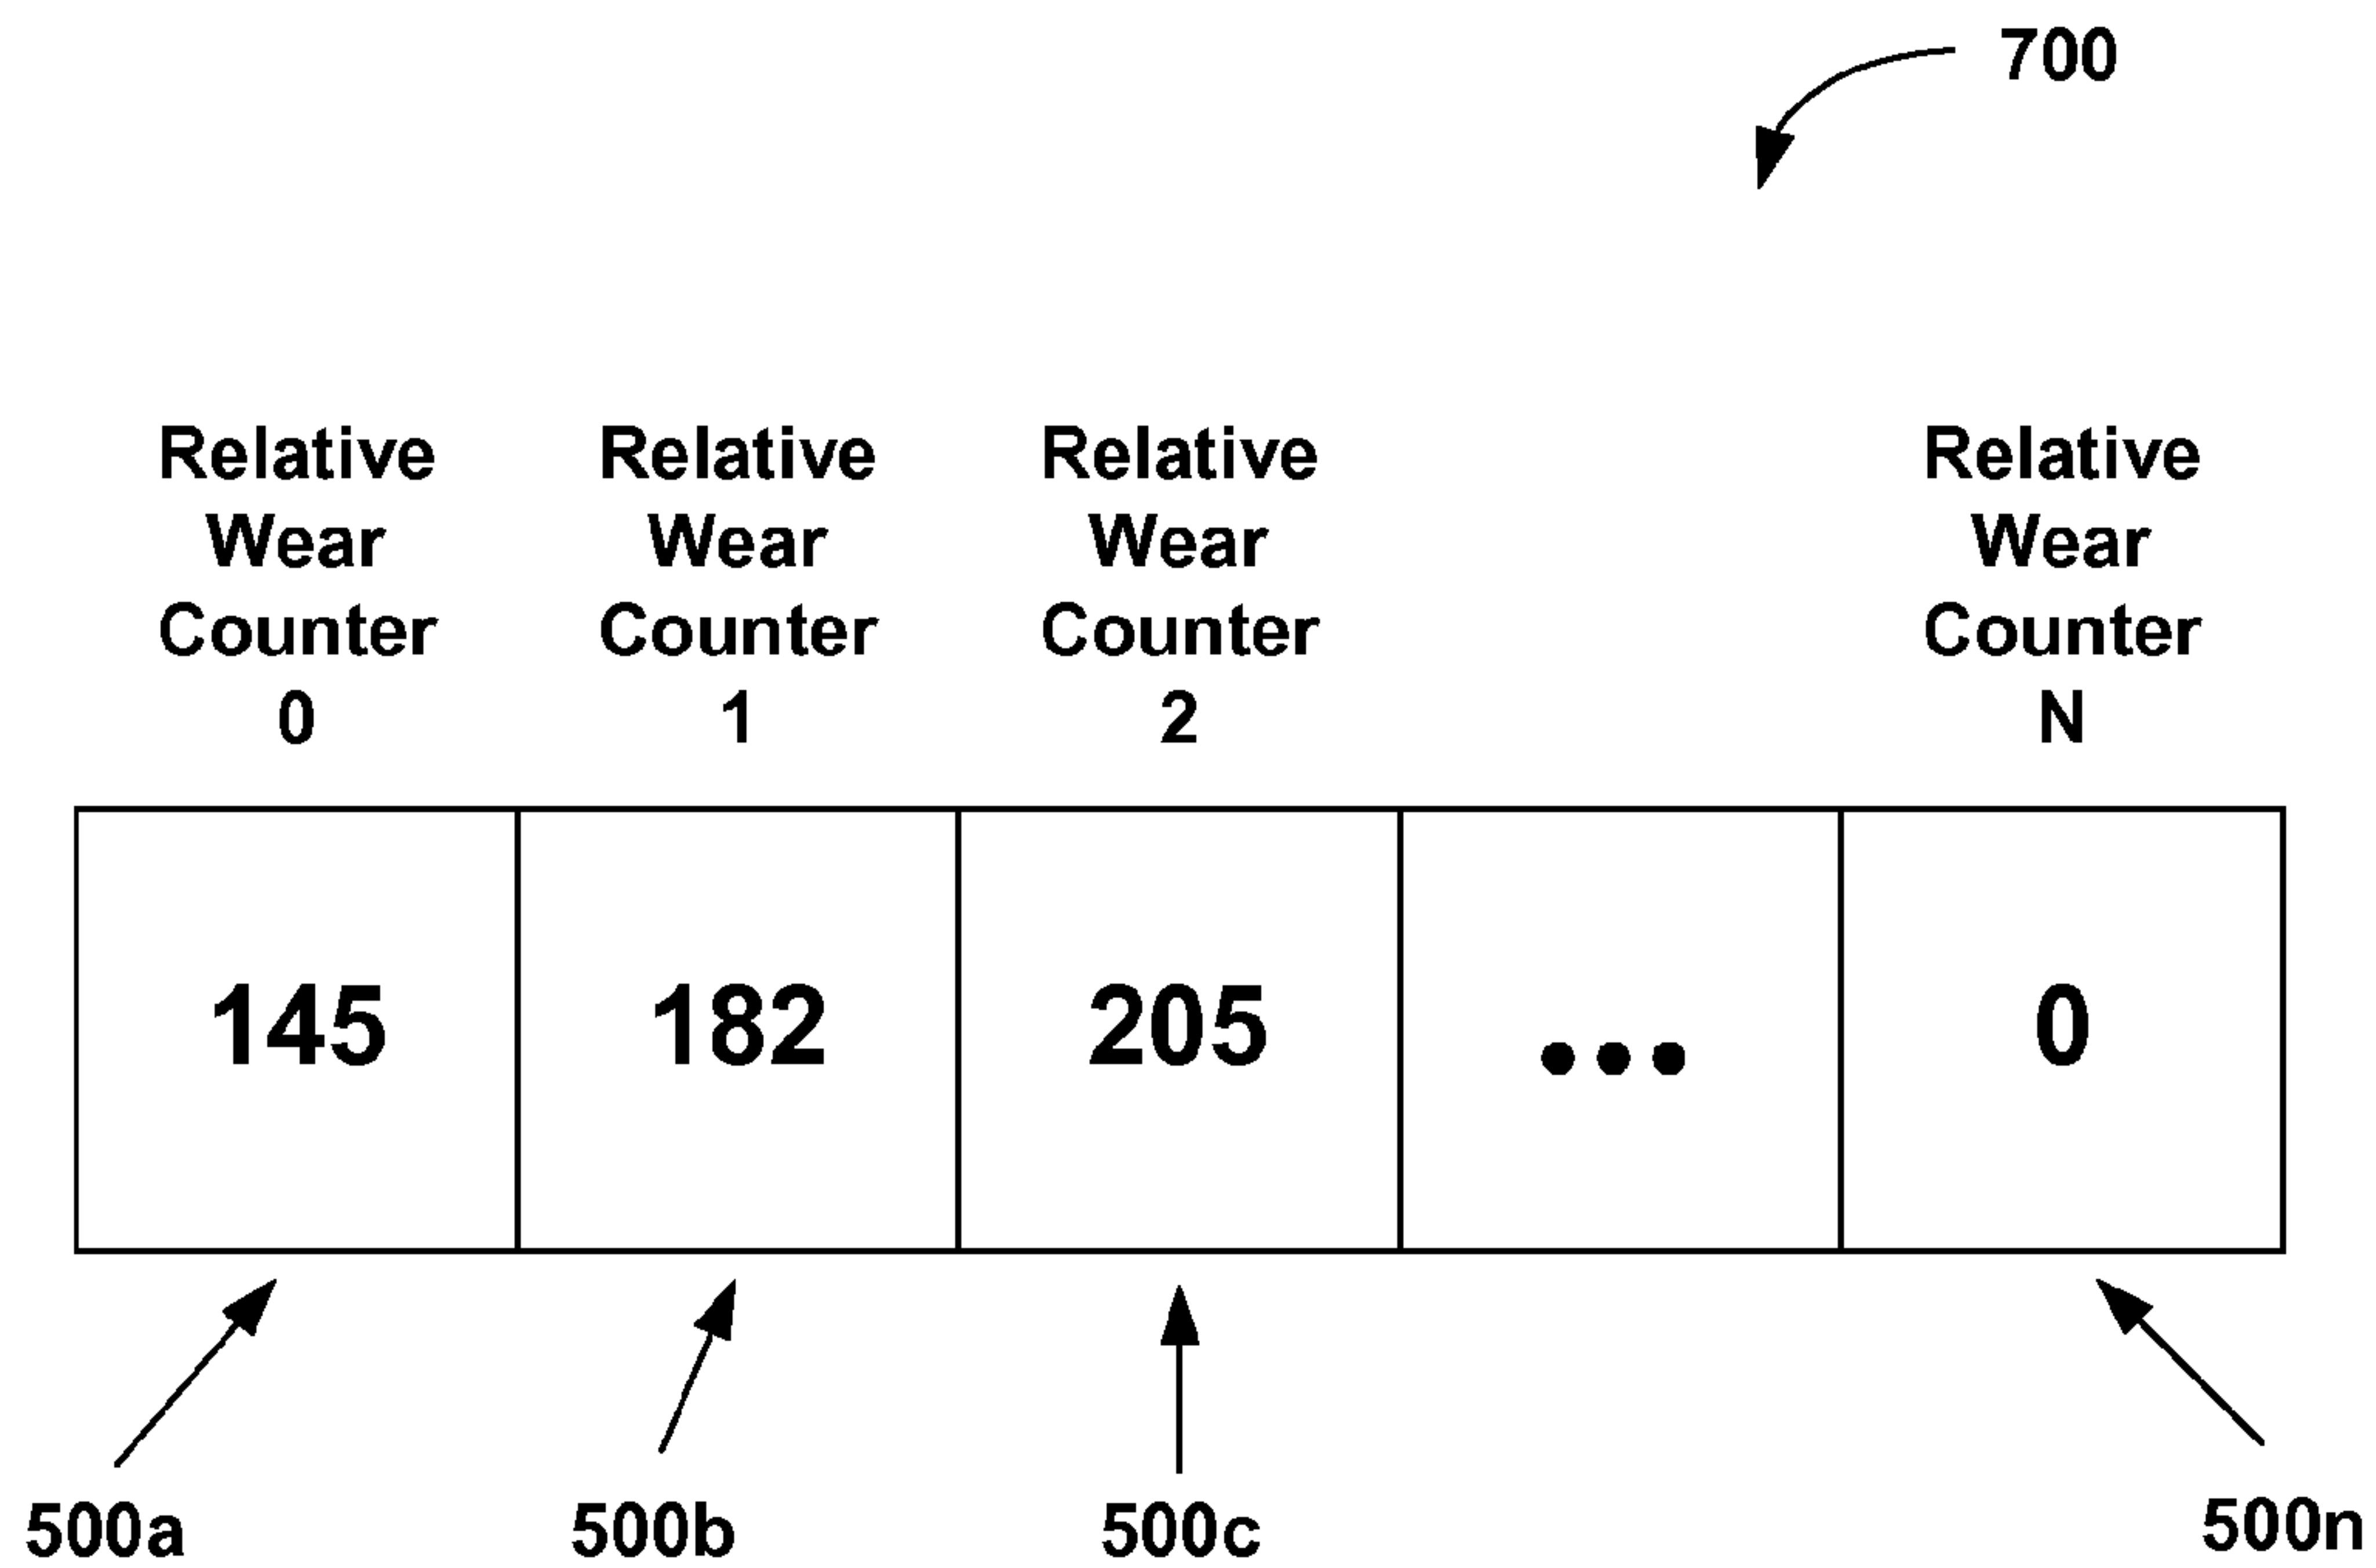 700
Relative
Wear
Counter
0
Relative
Wear
Counter
1
Relative
Wear
Counter
2
Relative
Wear
Counter
N
145
182
205
...
0
500a
500b
500c
500n